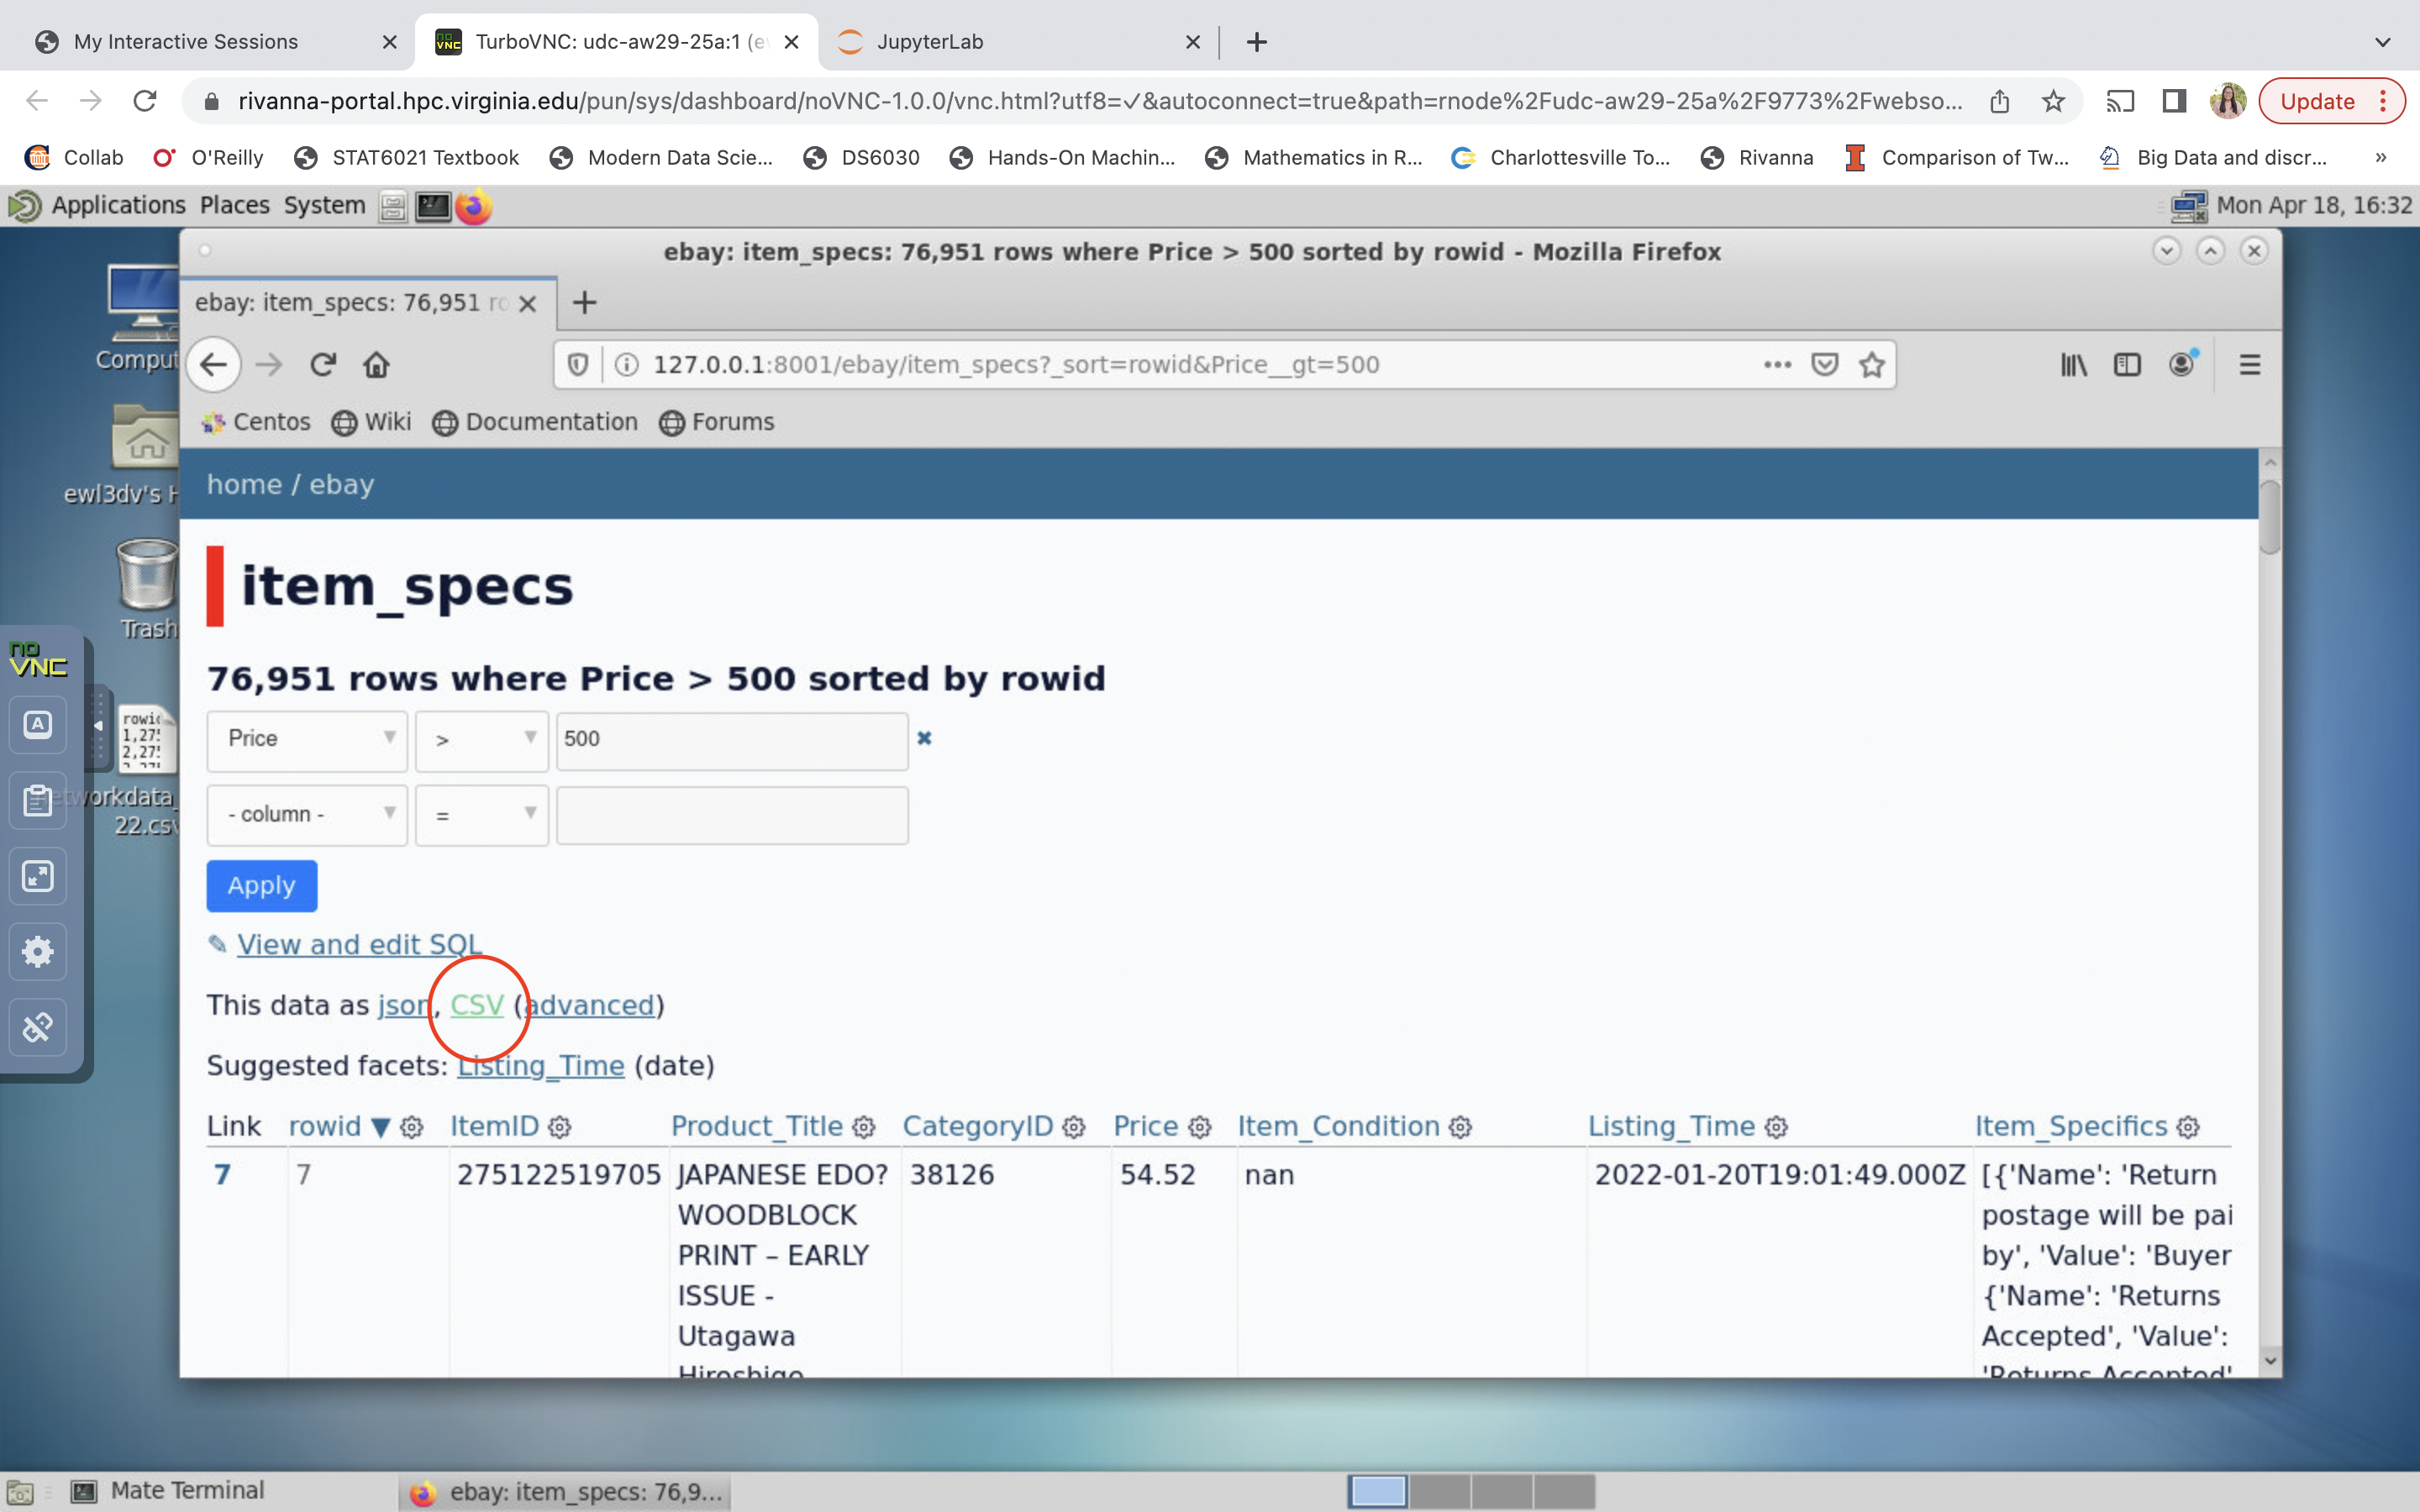 My Interactive Sessions
TurboVNC: udc-aw29-25a:1 (ew
JupyterLab
rivanna-portal.hpc.virginia.edu/pun/sys/dashboard/noVNC-1.0.0/vnc.html?utf8=✓&autoconnect=true&path=rnode%2Fudc-aw29-25a%2F9773%2Fwebso...
Update
Collab
O'Reilly
STAT6021 Textbook
Modern Data Scie...
DS6030
Hands-On Machin...
Mathematics in R...
Charlottesville To...
Rivanna
Comparison of Tw...
Big Data and discr...
»
Applications Places System
Mon Apr 18, 16:32
ebay: item_specs: 76,951 rows where Price > 500 sorted by rowid - Mozilla Firefox
ebay: item_specs: 76,951 ro
127.0.0.1:8001/ebay/item_specs?_sort=rowid&Price__gt=500
Centos Wiki Documentation Forums
Comput
ewl3dv's H
Trash
no
VNC
rowid
1,27
2,27
etworkdata_
22.csv
home / ebay
item_specs
76,951 rows where Price > 500 sorted by rowid
Price > 500
- column - =
Apply
View and edit SQL
This data as json, CSV (advanced)
Suggested facets: Listing_Time (date)
Link rowid ▼ ItemID Product_Title CategoryID Price Item_Condition Listing_Time Item_Specifics
7 7 275122519705 JAPANESE EDO? 38126 54.52 nan 2022-01-20T19:01:49.000Z [{'Name': 'Return
WOODBLOCK postage will be pai
PRINT – EARLY by', 'Value': 'Buyer
ISSUE - {'Name': 'Returns
Utagawa Accepted', 'Value':
Hiroshige 'Returns Accepted'
Mate Terminal
ebay: item_specs: 76,9...